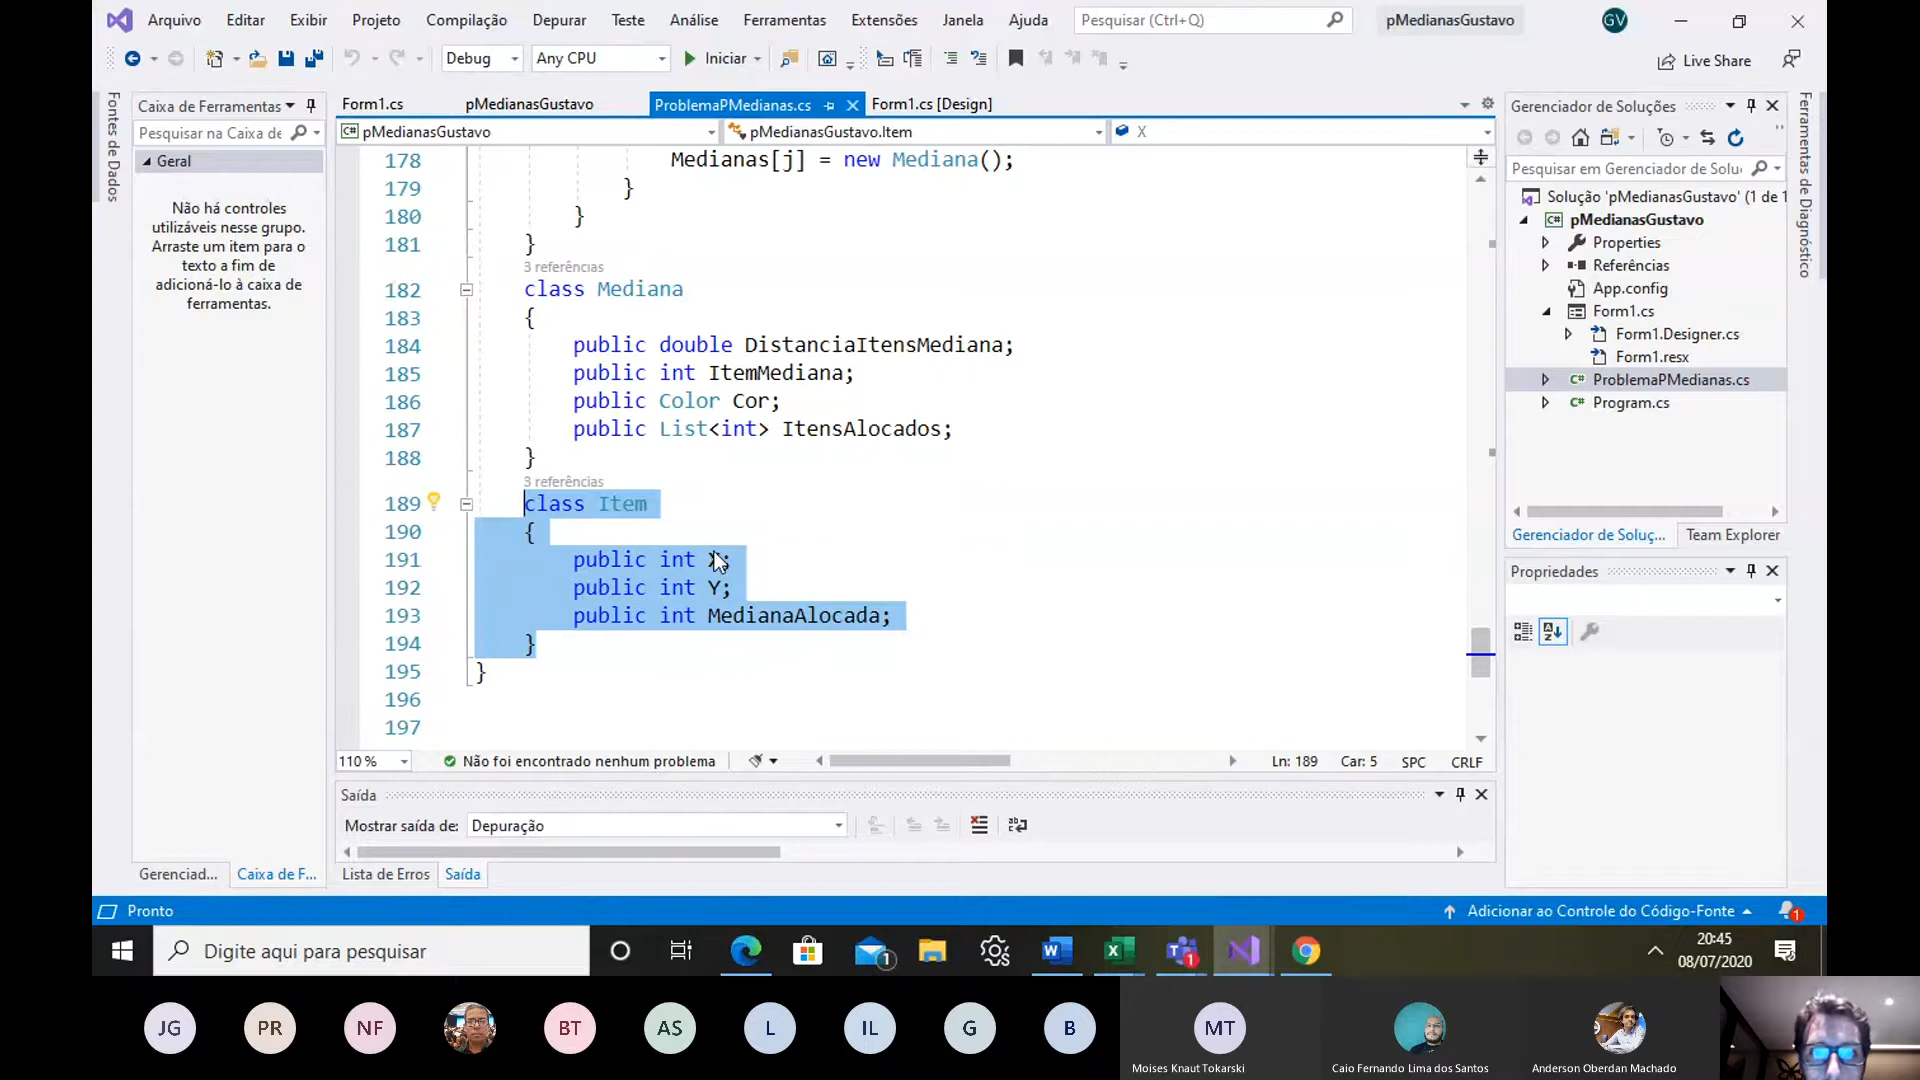 Arquivo Editar Exibir Projeto Compilação Depurar Teste Análise Ferramentas Extensões Janela Ajuda Pesquisar (Ctrl+Q) pMedianasGustavo GV
Debug Any CPU Iniciar Live Share
Fontes de Dados
Caixa de Ferramentas
Pesquisar na Caixa de
Geral
Não há controles
utilizáveis nesse grupo.
Arraste um item para o
texto a fim de
adicioná-lo à caixa de
ferramentas.
Form1.cs pMedianasGustavo ProblemaPMedianas.cs Form1.cs [Design]
pMedianasGustavo pMedianasGustavo.Item X
178 Medianas[j] = new Mediana();
179 }
180 }
181 }
3 referências
182 class Mediana
183 {
184 public double DistanciaItensMediana;
185 public int ItemMediana;
186 public Color Cor;
187 public List<int> ItensAlocados;
188 }
3 referências
189 class Item
190 {
191 public int X;
192 public int Y;
193 public int MedianaAlocada;
194 }
195 }
196
197
110 % Não foi encontrado nenhum problema Ln: 189 Car: 5 SPC CRLF
Saída
Mostrar saída de: Depuração
Gerenciad... Caixa de F... Lista de Erros Saída
Gerenciador de Soluções
Pesquisar em Gerenciador de Solu
Solução 'pMedianasGustavo' (1 de 1
pMedianasGustavo
Properties
Referências
App.config
Form1.cs
Form1.Designer.cs
Form1.resx
ProblemaPMedianas.cs
Program.cs
Gerenciador de Soluç... Team Explorer
Propriedades
Ferramentas de Diagnóstico
Pronto Adicionar ao Controle do Código-Fonte 1
Digite aqui para pesquisar 1 1 20:45
08/07/2020
JG PR NF BT AS L IL G B MT
Moises Knaut Tokarski Caio Fernando Lima dos Santos Anderson Oberdan Machado